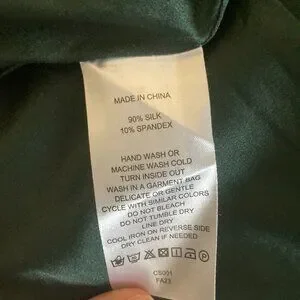 MADE IN CHINA
90% SILK
10% SPANDEX
HAND WASH OR
MACHINE WASH COLD
TURN INSIDE OUT
WASH IN A GARMENT BAG
DELICATE OR GENTLE
CYCLE WITH SIMILAR COLORS
DO NOT BLEACH
DO NOT TUMBLE DRY
LINE DRY
COOL IRON ON REVERSE SIDE
DRY CLEAN IF NEEDED
CS001
FA23